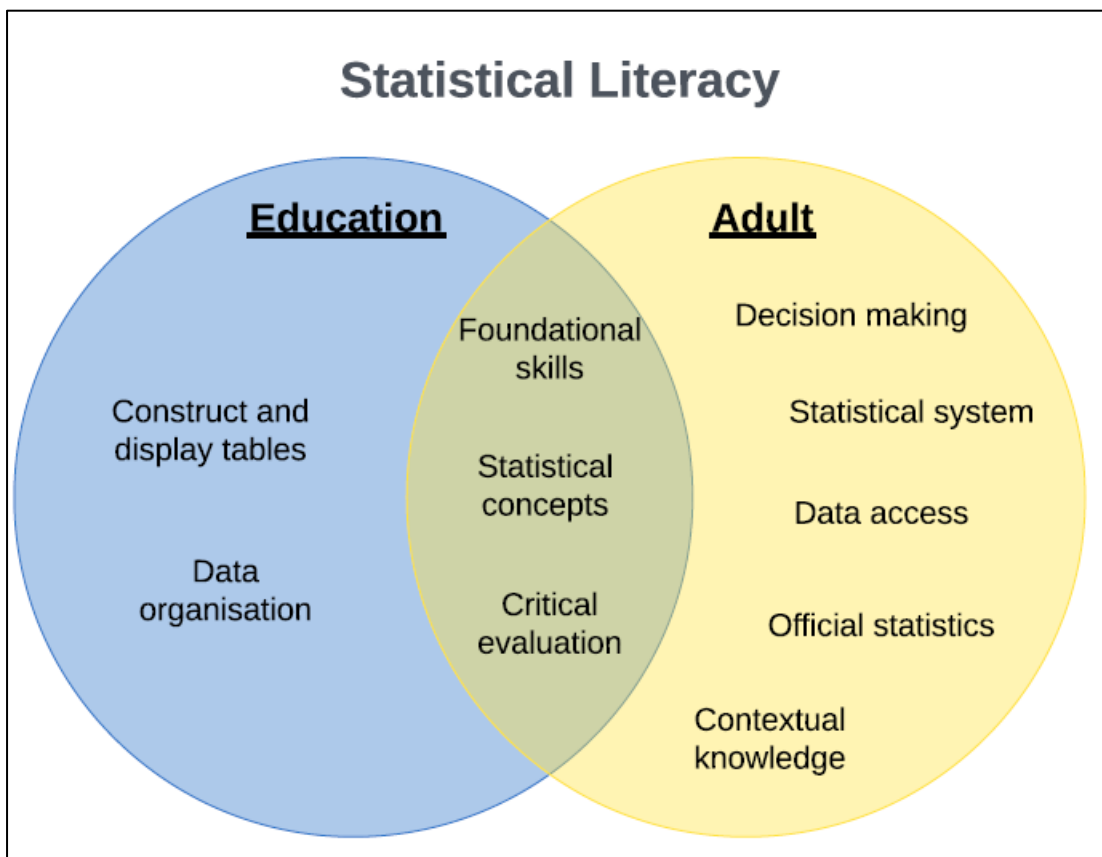 Statistical Literacy
Education
Adult
Construct and
display tables
Data
organisation
Foundational
skills
Statistical
concepts
Critical
evaluation
Decision making
Statistical system
Data access
Official statistics
Contextual
knowledge